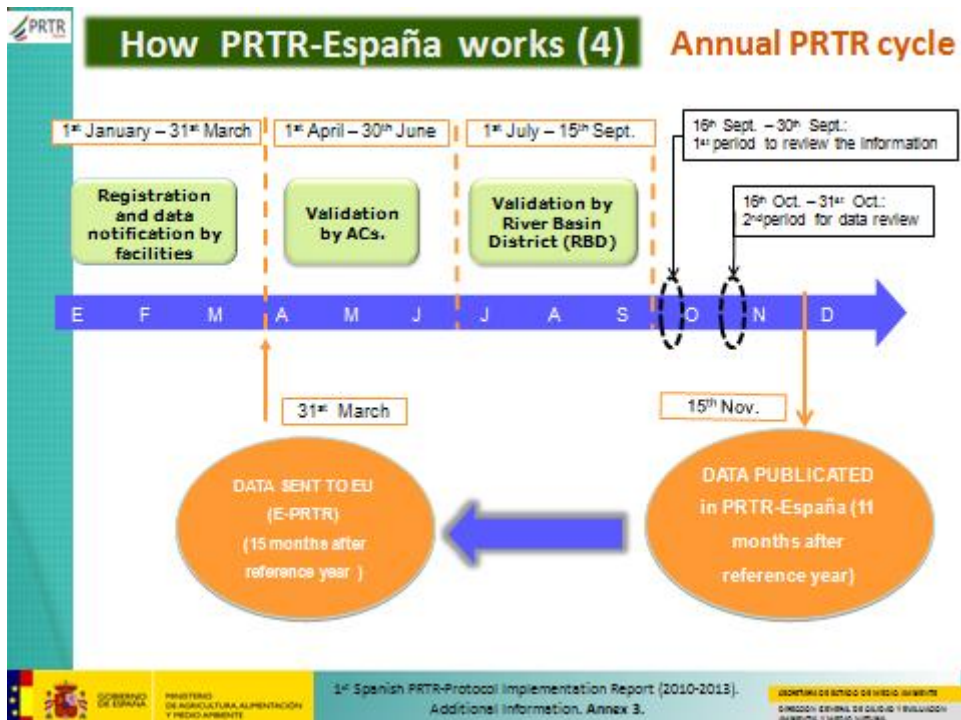 PRTR
How PRTR-España works (4)
Annual PRTR cycle
1st January – 31st March
1st April – 30th June
1st July – 15th Sept.
16th Sept. – 30th Sept.:
1st period to review the information
16th Oct. – 31st Oct.:
2nd period for data review
Registration
and data
notification by
facilities
Validation
by ACs.
Validation by
River Basin
District (RBD)
E F M A M J J A S O N D
31st March
15th Nov.
DATA SENT TO EU
(E-PRTR)
(15 months after
reference year )
DATA PUBLICATED
in PRTR-España (11
months after
reference year)
GOBIERNO
DE ESPAÑA
MINISTERIO
DE AGRICULTURA, ALIMENTACIÓN
Y MEDIO AMBIENTE
1st Spanish PRTR-Protocol Implementation Report (2010-2013).
Additional Information. Annex 3.